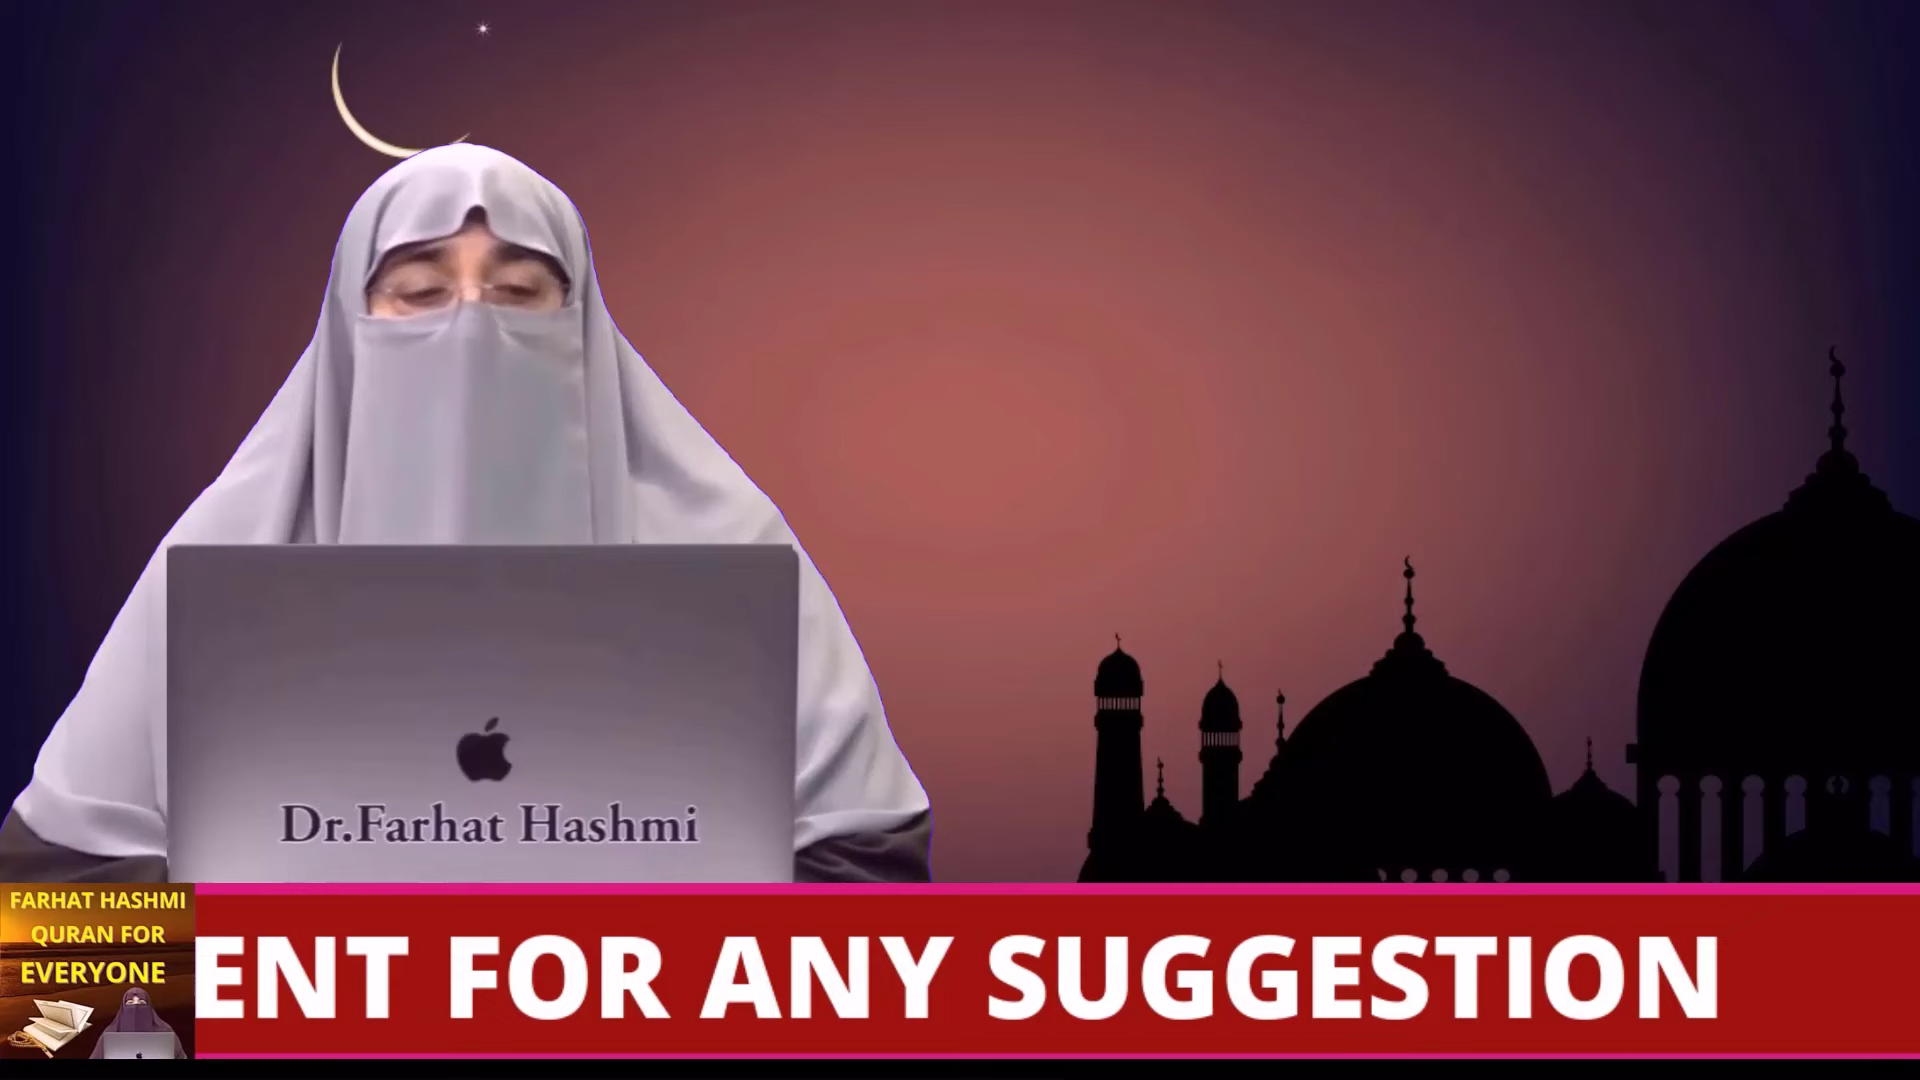 Dr.Farhat Hashmi
FARHAT HASHMI
QURAN FOR
EVERYONE
ENT FOR ANY SUGGESTION